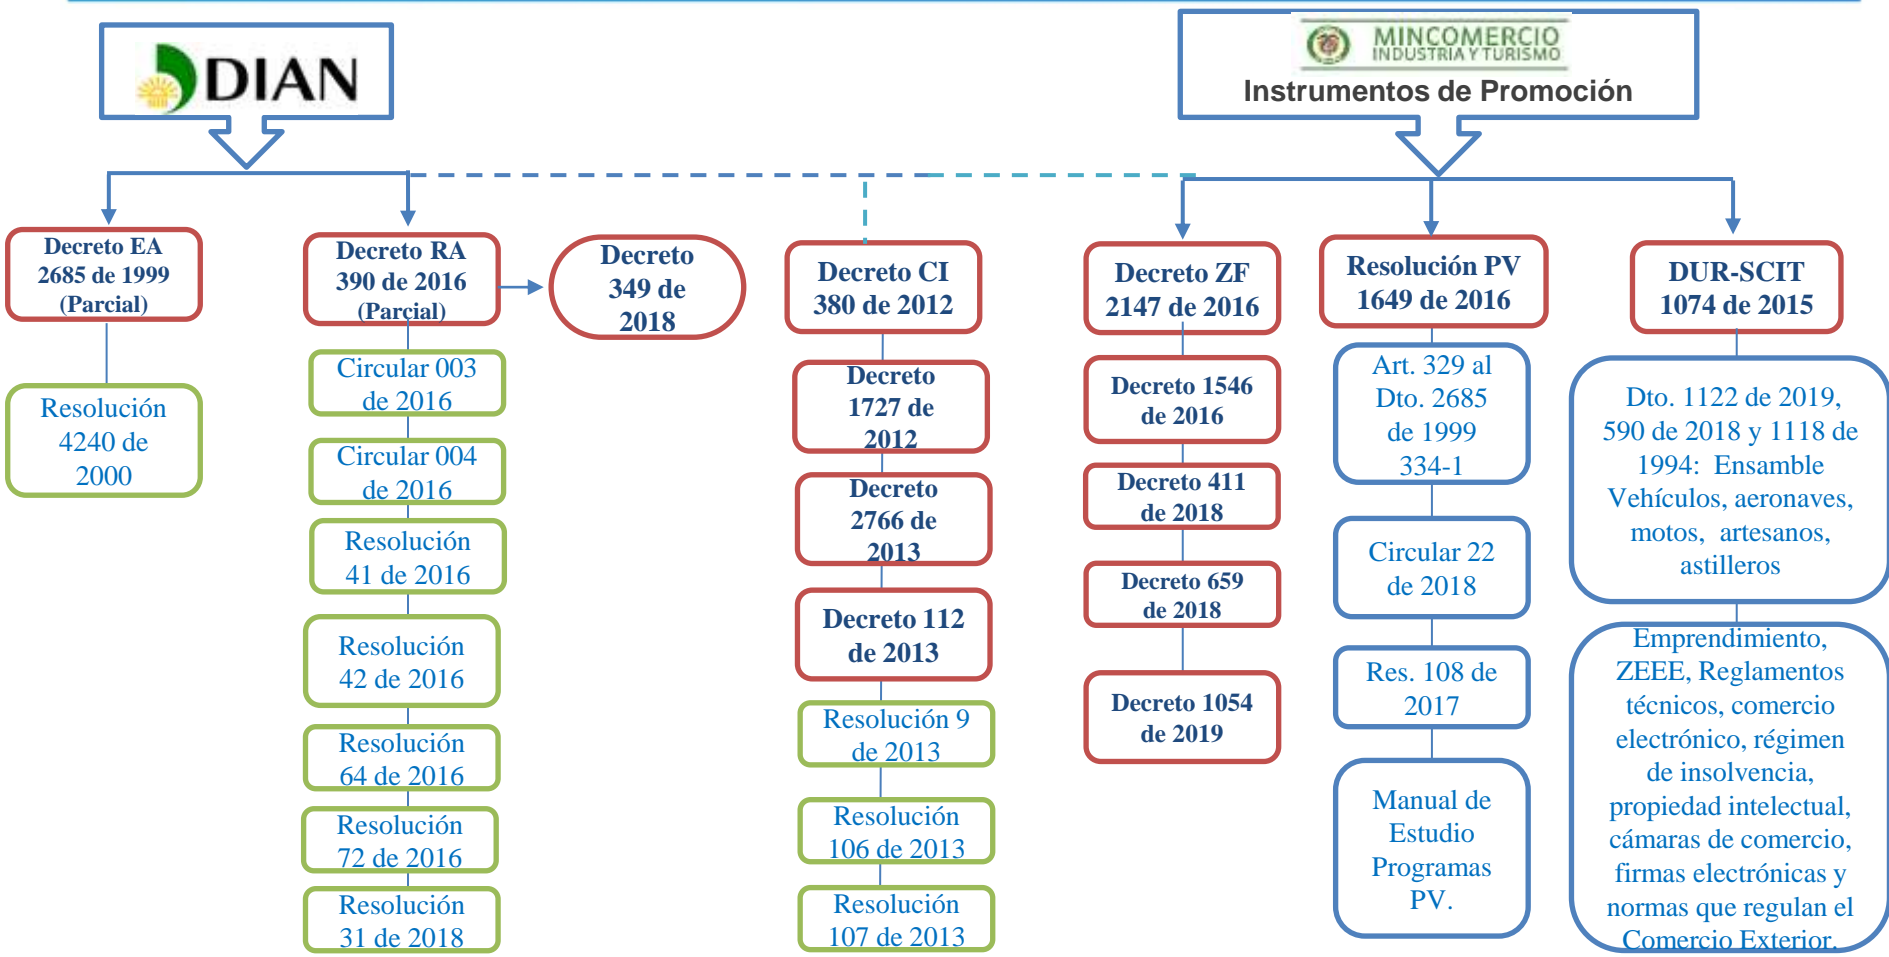 DIAN
MINCOMERCIO
INDUSTRIA Y TURISMO
Instrumentos de Promoción
Decreto EA
2685 de 1999
(Parcial)
Resolución
4240 de
2000
Decreto RA
390 de 2016
(Parcial)
Decreto
349 de
2018
Circular 003
de 2016
Circular 004
de 2016
Resolución
41 de 2016
Resolución
42 de 2016
Resolución
64 de 2016
Resolución
72 de 2016
Resolución
31 de 2018
Decreto CI
380 de 2012
Decreto
1727 de
2012
Decreto
2766 de
2013
Decreto 112
de 2013
Resolución 9
de 2013
Resolución
106 de 2013
Resolución
107 de 2013
Decreto ZF
2147 de 2016
Decreto 1546
de 2016
Decreto 411
de 2018
Decreto 659
de 2018
Decreto 1054
de 2019
Resolución PV
1649 de 2016
Art. 329 al
Dto. 2685
de 1999
334-1
Circular 22
de 2018
Res. 108 de
2017
Manual de
Estudio
Programas
PV.
DUR-SCIT
1074 de 2015
Dto. 1122 de 2019,
590 de 2018 y 1118 de
1994: Ensamble
Vehículos, aeronaves,
motos, artesanos,
astilleros
Emprendimiento,
ZEEE, Reglamentos
técnicos, comercio
electrónico, régimen
de insolvencia,
propiedad intelectual,
cámaras de comercio,
firmas electrónicas y
normas que regulan el
Comercio Exterior.